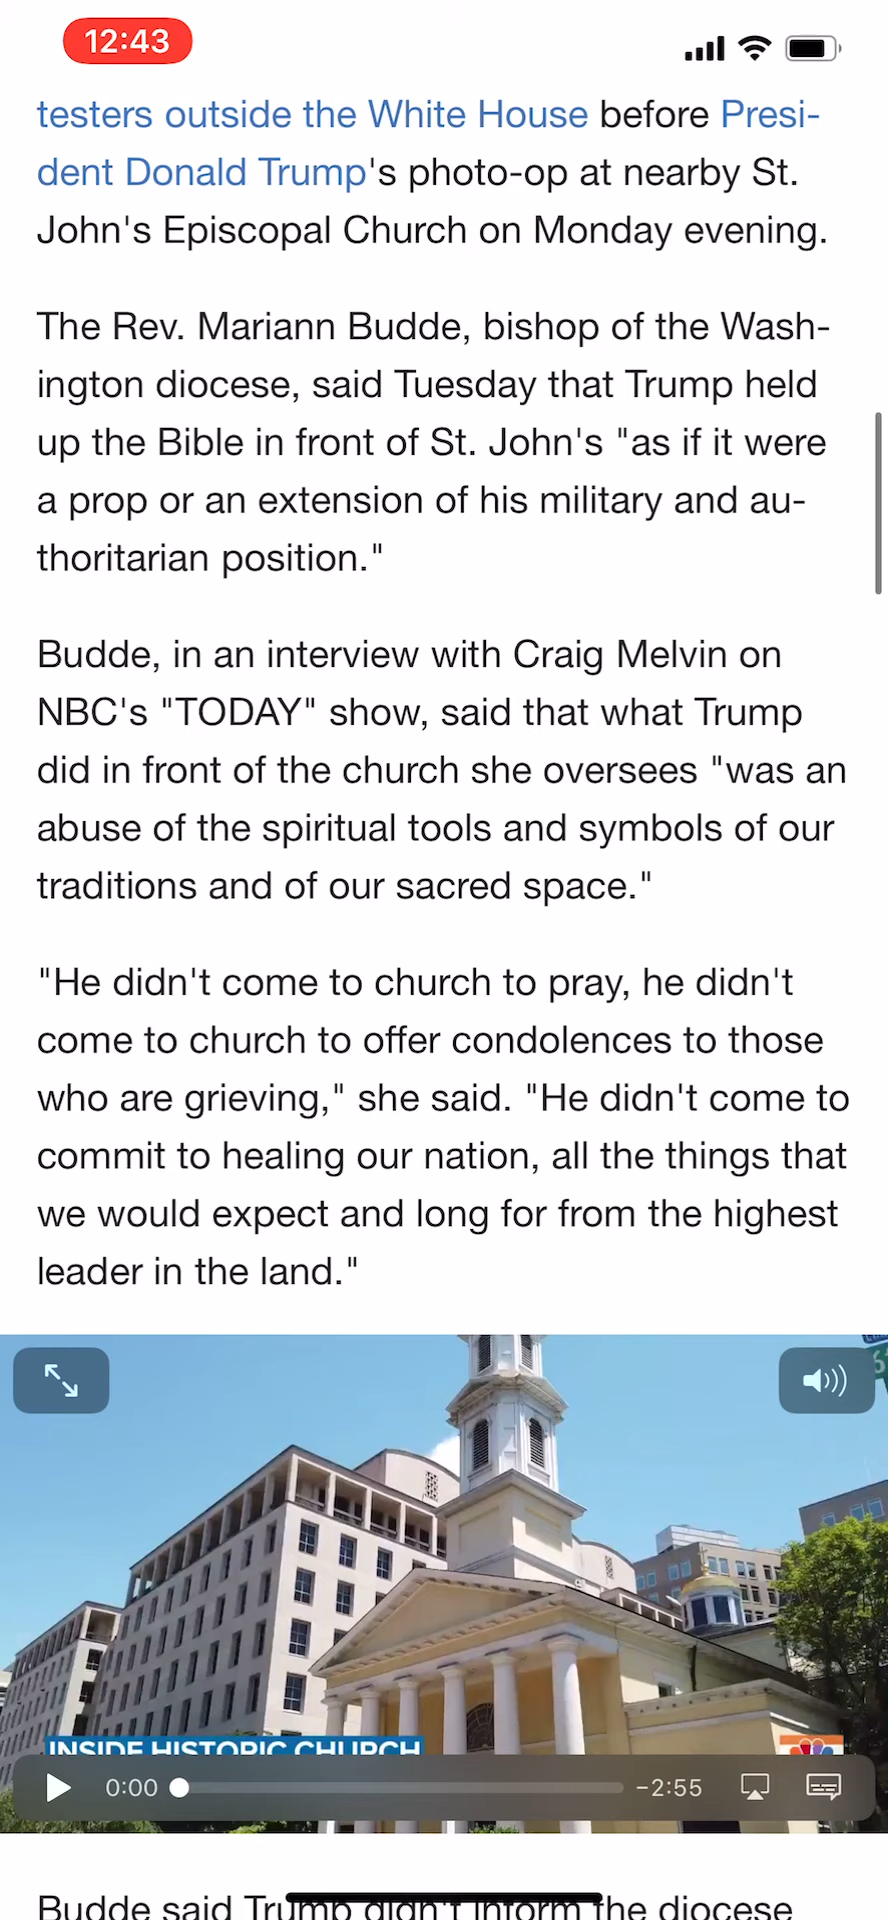 12:43
testers outside the White House before Presi-
dent Donald Trump's photo-op at nearby St.
John's Episcopal Church on Monday evening.
The Rev. Mariann Budde, bishop of the Wash-
ington diocese, said Tuesday that Trump held
up the Bible in front of St. John's "as if it were
a prop or an extension of his military and au-
thoritarian position."
Budde, in an interview with Craig Melvin on
NBC's "TODAY" show, said that what Trump
did in front of the church she oversees "was an
abuse of the spiritual tools and symbols of our
traditions and of our sacred space."
"He didn't come to church to pray, he didn't
come to church to offer condolences to those
who are grieving," she said. "He didn't come to
commit to healing our nation, all the things that
we would expect and long for from the highest
leader in the land."
INSIDE HISTORIC CHURCH
0:00
−2:55
Budde said Trump didn't inform the diocese